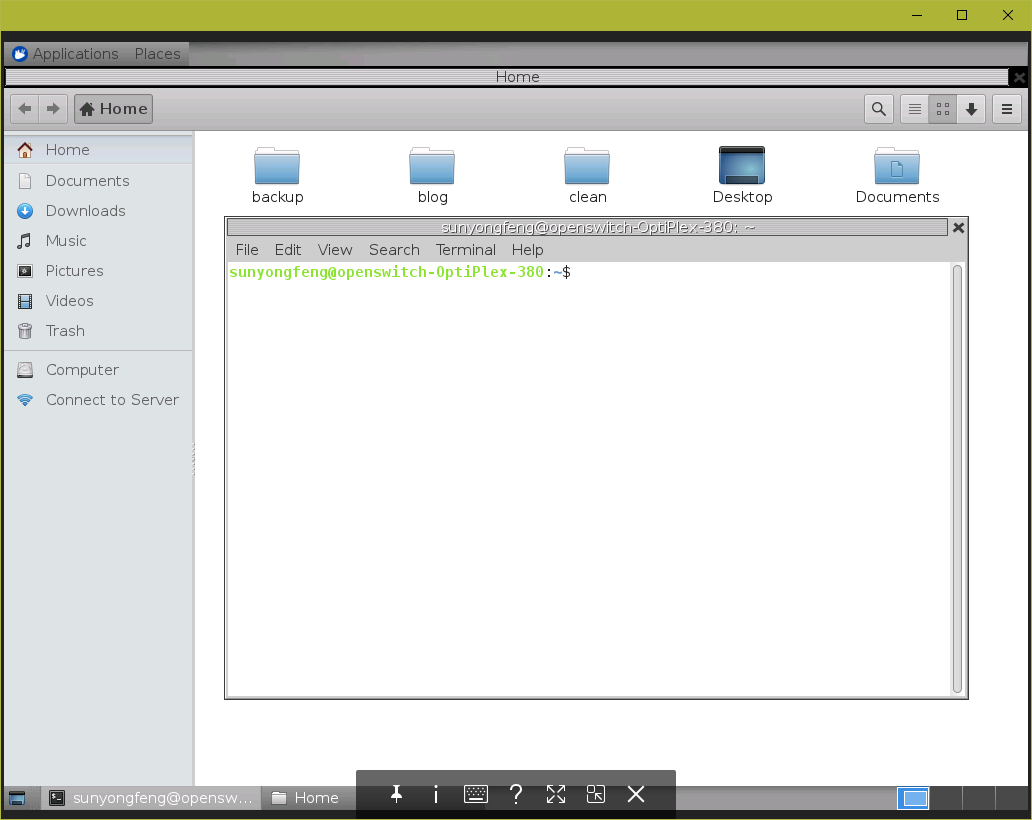 Applications Places
Home
Home
Home
Documents
Downloads
Music
Pictures
Videos
Trash
Computer
Connect to Server
backup blog clean Desktop Documents
sunyongfeng@openswitch-OptiPlex-380: ~
File Edit View Search Terminal Help
sunyongfeng@openswitch-OptiPlex-380:~$
sunyongfeng@opensw... Home